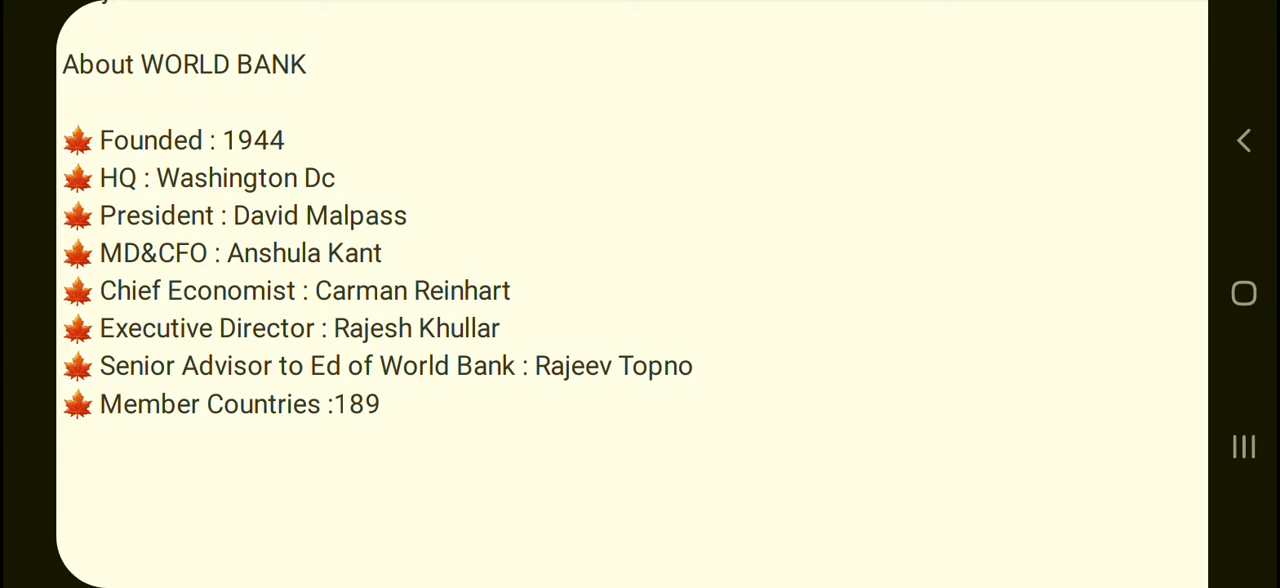 About WORLD BANK
🍁 Founded : 1944
🍁 HQ : Washington Dc
🍁 President : David Malpass
🍁 MD&CFO : Anshula Kant
🍁 Chief Economist : Carman Reinhart
🍁 Executive Director : Rajesh Khullar
🍁 Senior Advisor to Ed of World Bank : Rajeev Topno
🍁 Member Countries :189